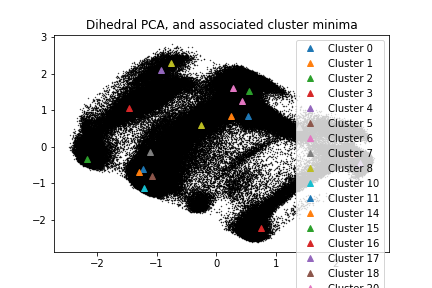 Dihedral PCA, and associated cluster minima
3
2
1
0
−1
−2
−2
−1
0
1
Cluster 0
Cluster 1
Cluster 2
Cluster 3
Cluster 4
Cluster 5
Cluster 6
Cluster 7
Cluster 8
Cluster 10
Cluster 11
Cluster 14
Cluster 15
Cluster 16
Cluster 17
Cluster 18
Cluster 20